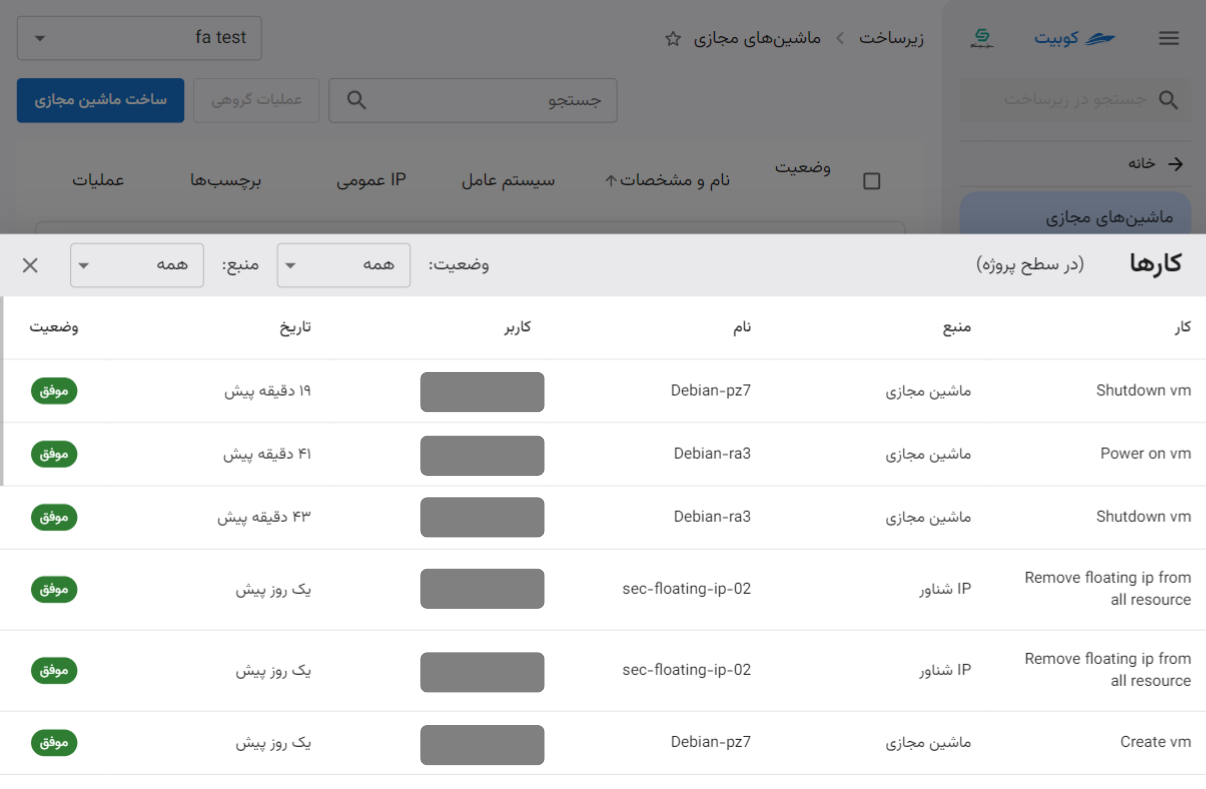 کوبیت
زیرساخت
ماشین‌های مجازی
fa test
جستجو در زیرساخت
جستجو
عملیات گروهی
ساخت ماشین مجازی
خانه
ماشین‌های مجازی
وضعیت
نام و مشخصات
سیستم عامل
IP عمومی
برچسب‌ها
عملیات
کارها (در سطح پروژه) وضعیت: همه منبع: همه
کار منبع نام کاربر تاریخ وضعیت
Shutdown vm ماشین مجازی Debian-pz7 ۱۹ دقیقه پیش موفق
Power on vm ماشین مجازی Debian-ra3 ۴۱ دقیقه پیش موفق
Shutdown vm ماشین مجازی Debian-ra3 ۴۳ دقیقه پیش موفق
Remove floating ip from
all resource
IP شناور sec-floating-ip-02 یک روز پیش موفق
Remove floating ip from
all resource
IP شناور sec-floating-ip-02 یک روز پیش موفق
Create vm ماشین مجازی Debian-pz7 یک روز پیش موفق